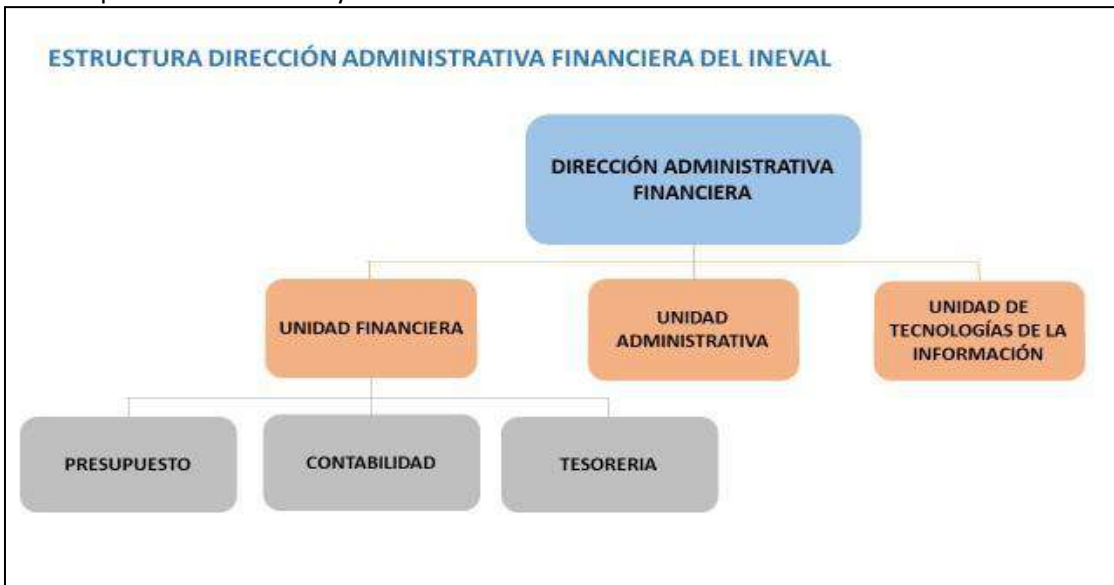 ESTRUCTURA DIRECCIÓN ADMINISTRATIVA FINANCIERA DEL INEVAL
DIRECCIÓN ADMINISTRATIVA
FINANCIERA
UNIDAD FINANCIERA
UNIDAD
ADMINISTRATIVA
UNIDAD DE
TECNOLOGÍAS DE LA
INFORMACIÓN
PRESUPUESTO
CONTABILIDAD
TESORERIA